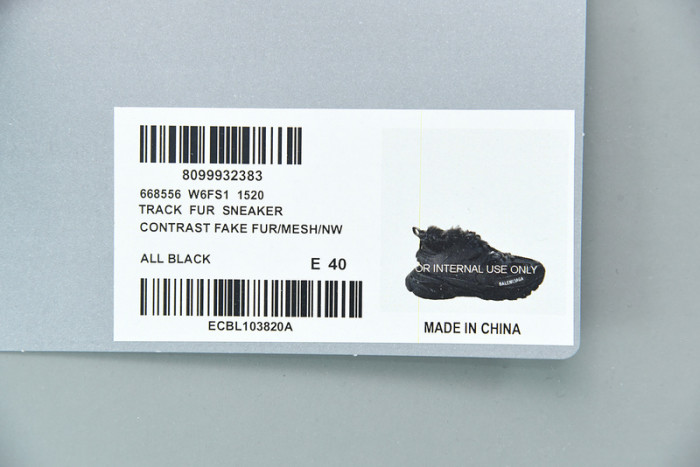 8099932383
668556 W6FS1 1520
TRACK FUR SNEAKER
CONTRAST FAKE FUR/MESH/NW
ALL BLACK
E 40
ECBL103820A
OR INTERNAL USE ONLY
BALENCIAGA
MADE IN CHINA